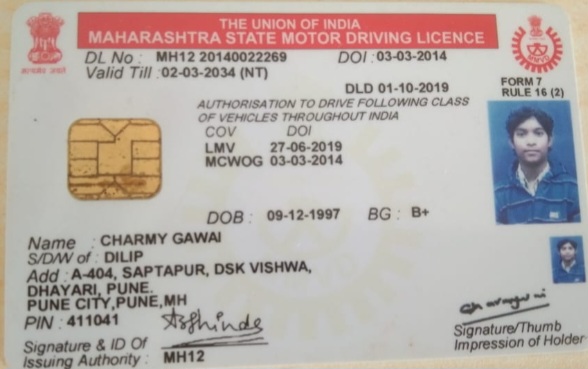 THE UNION OF INDIA
MAHARASHTRA STATE MOTOR DRIVING LICENCE
DL No : MH12 20140022269 DOI : 03-03-2014
Valid Till : 02-03-2034 (NT)
DLD 01-10-2019
FORM 7
RULE 16 (2)
AUTHORISATION TO DRIVE FOLLOWING CLASS
OF VEHICLES THROUGHOUT INDIA
COV DOI
LMV 27-06-2019
MCWOG 03-03-2014
DOB : 09-12-1997 BG : B+
Name : CHARMY GAWAI
S/D/W of : DILIP
Add : A-404, SAPTAPUR, DSK VISHWA,
DHAYARI, PUNE.
PUNE CITY,PUNE,MH
PIN : 411041
Signature & ID Of
Issuing Authority : MH12
Signature/Thumb
Impression of Holder